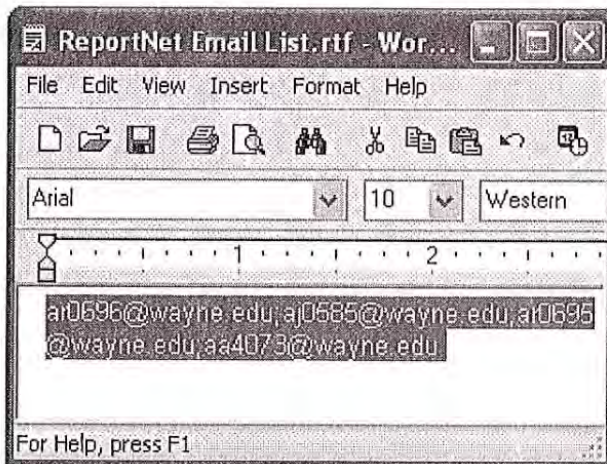 ReportNet Email List.rtf - Wor...
File Edit View Insert Format Help
Arial 10 Western
1 2
ar0696@wayne.edu;aj0585@wayne.edu;ar0695
@wayne.edu;aa4073@wayne.edu
For Help, press F1